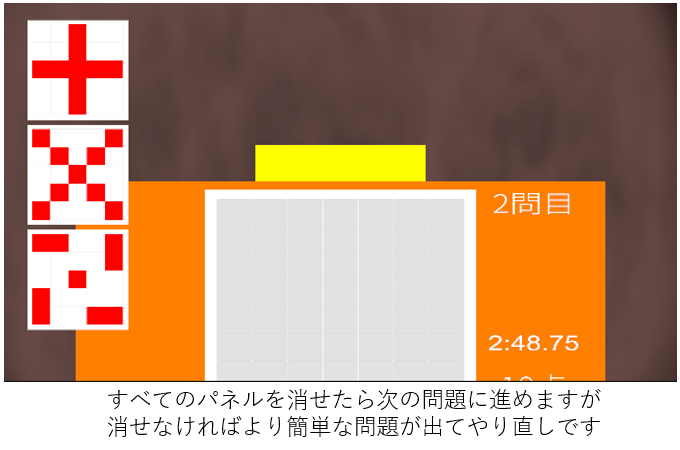 2問目
2:48.75
すべてのパネルを消せたら次の問題に進めますが
消せなければより簡単な問題が出てやり直しです